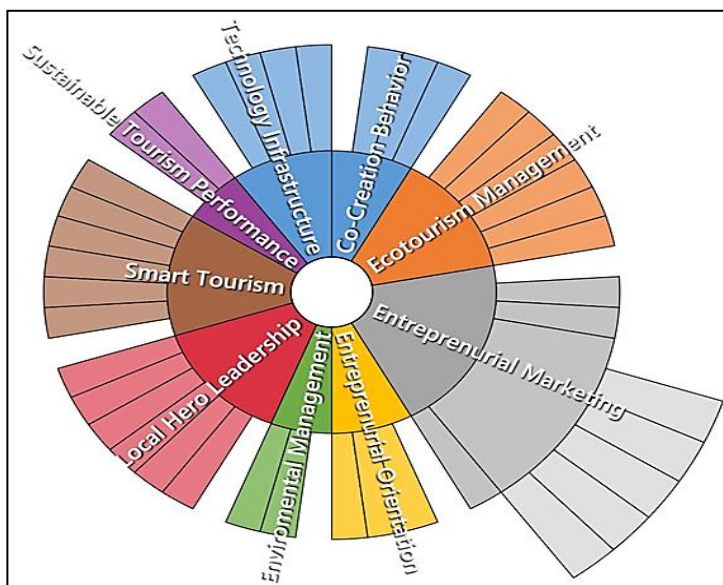 Technology Infrastructure
Co-Creation Behavior
Ecotourism Management
Entreprenurial Marketing
Entreprenurial Orientation
Enviromental Management
Local Hero Leadership
Smart Tourism
Sustainable Tourism Performance